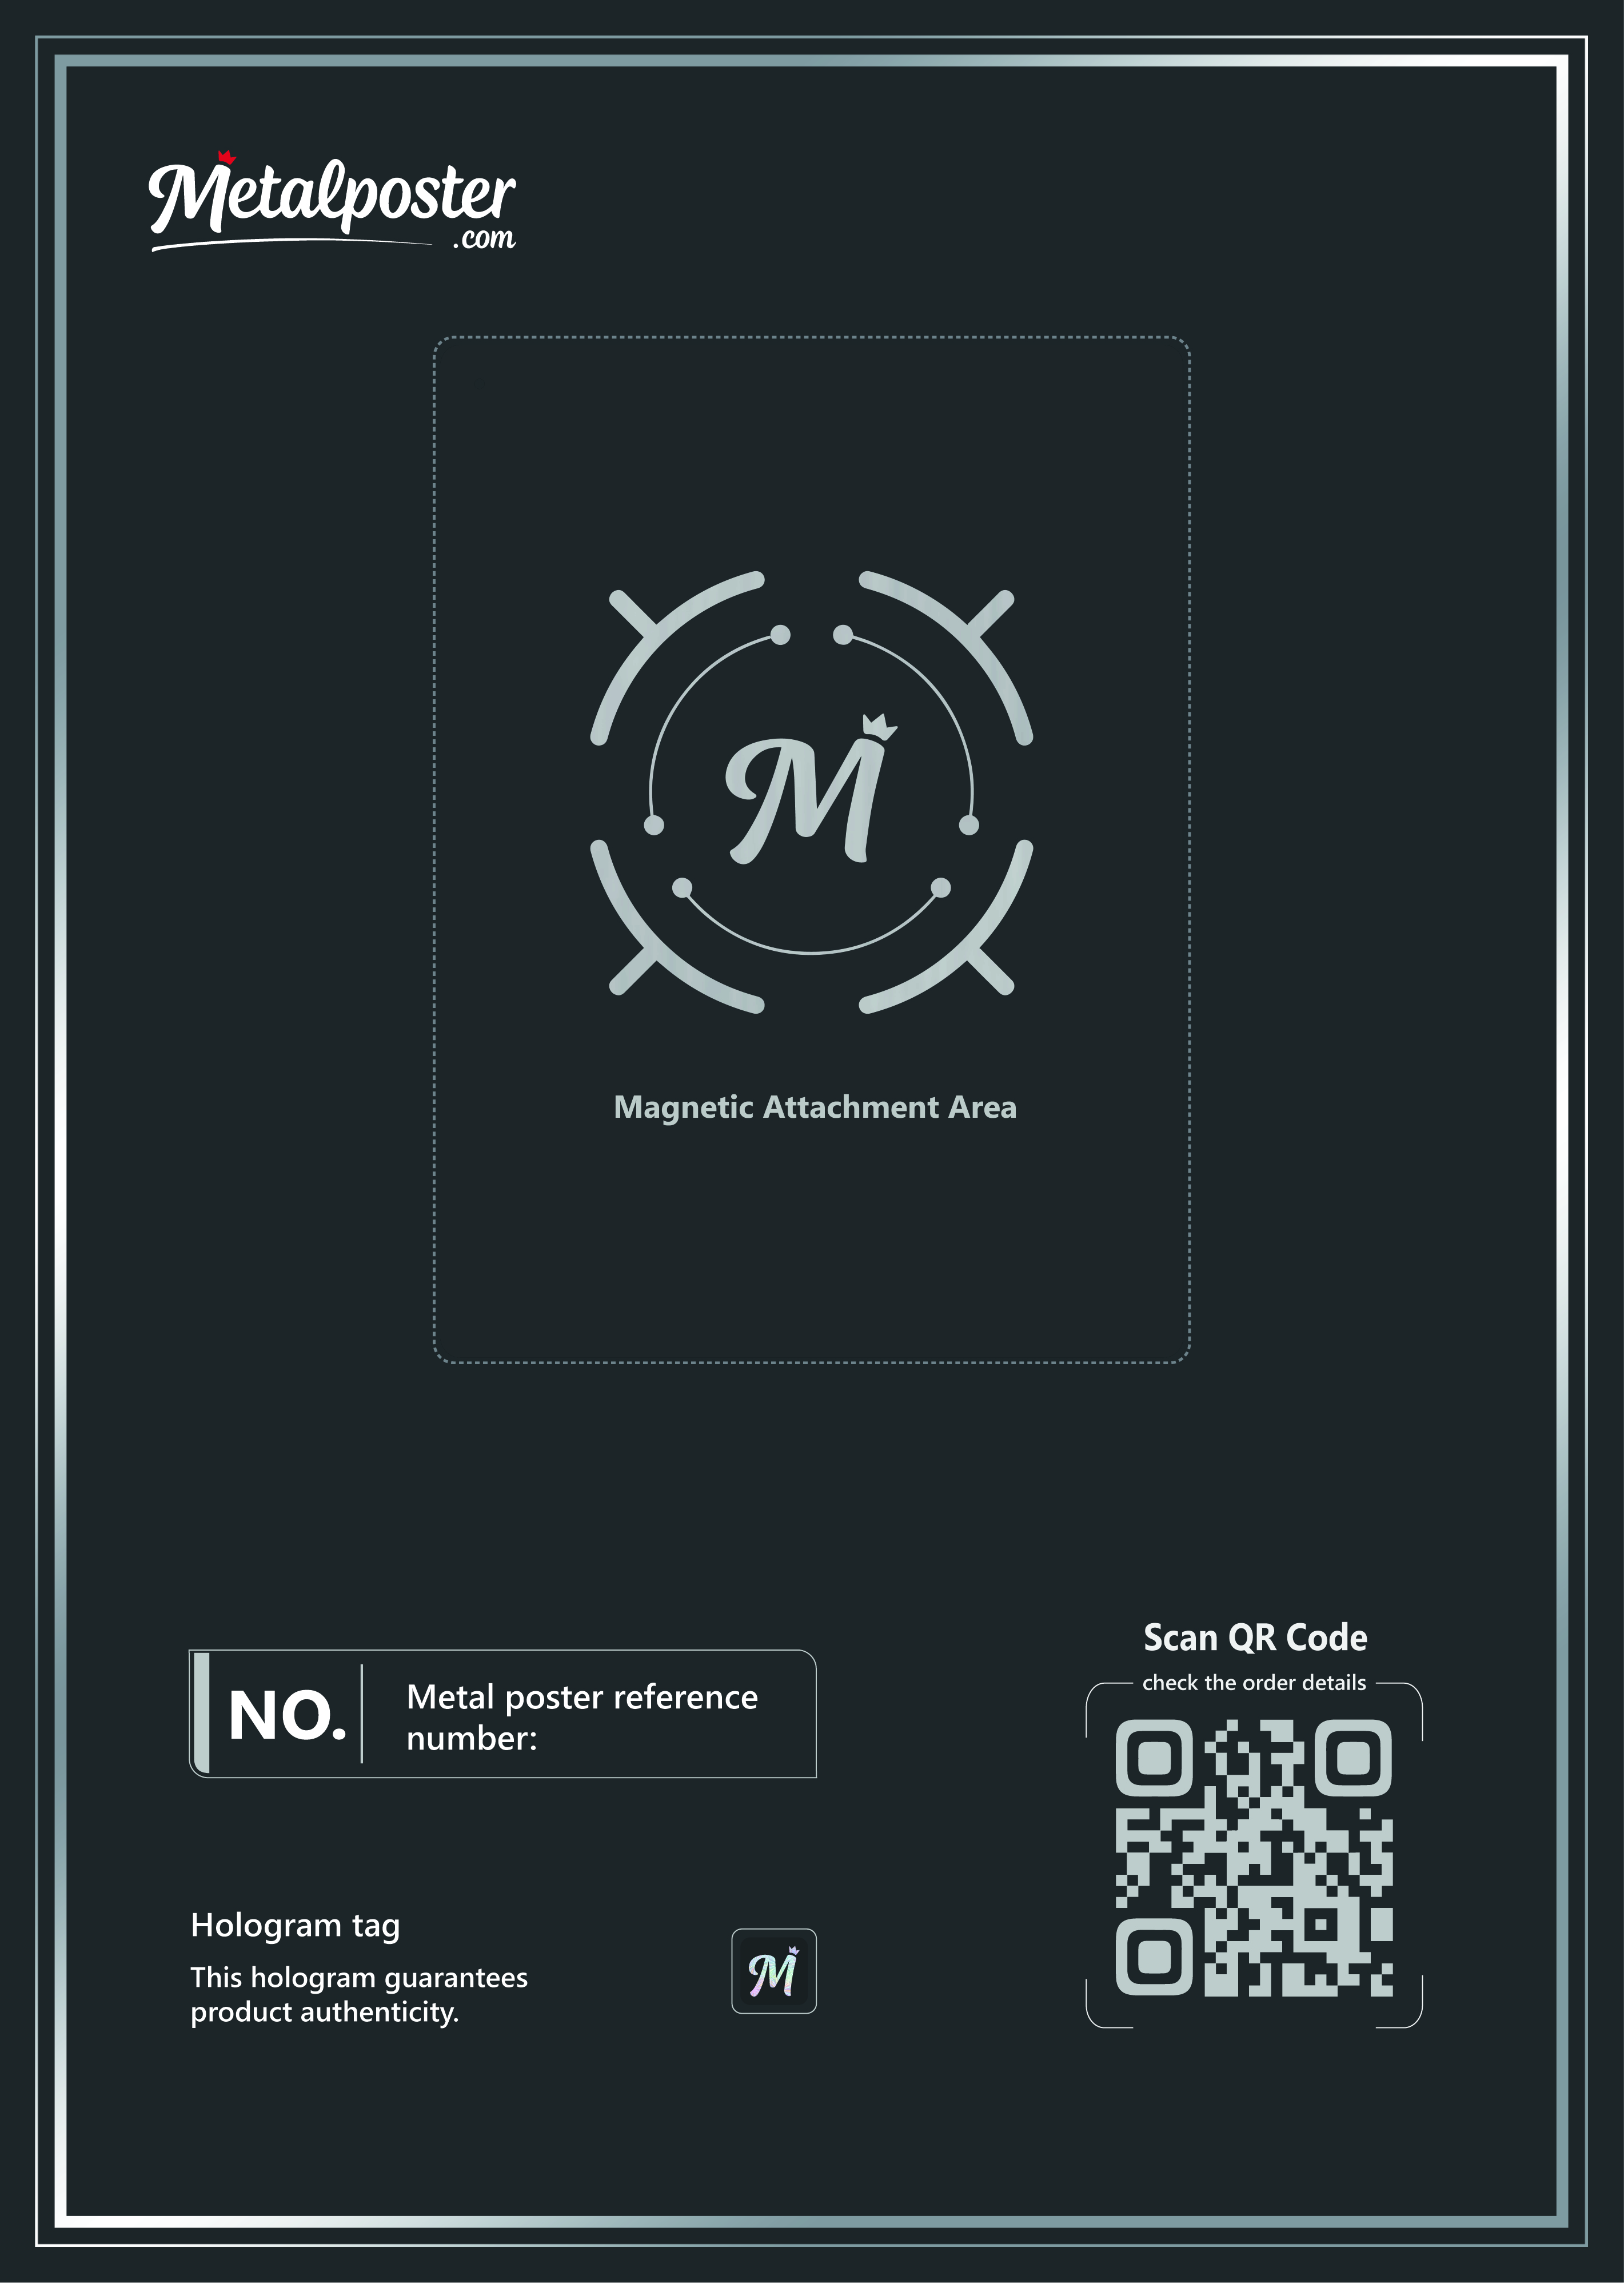 Metalposter
.com
M
Magnetic Attachment Area
NO.
Metal poster reference
number:
Hologram tag
This hologram guarantees
product authenticity.
M
Scan QR Code
check the order details